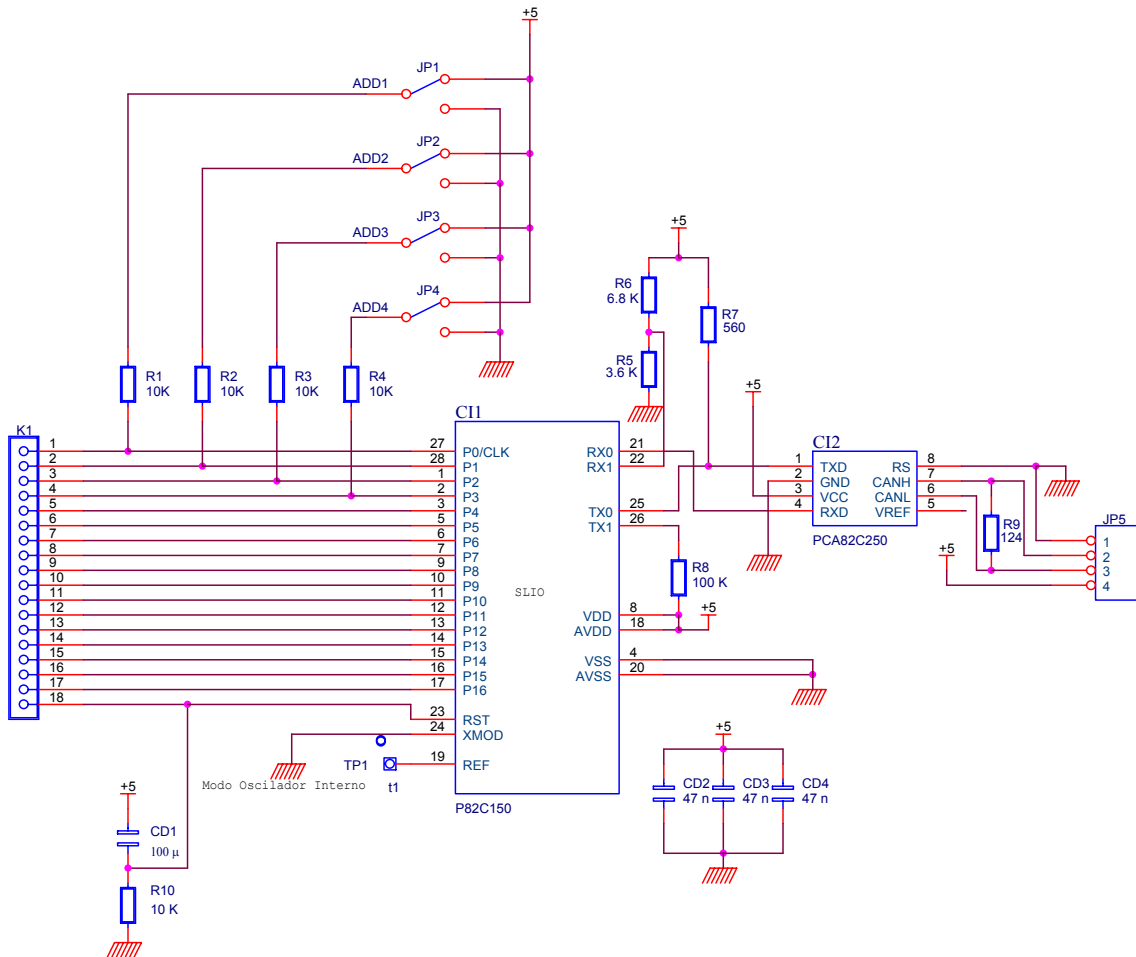 +5
JP1
ADD1
JP2
ADD2
JP3
ADD3
JP4
ADD4
R1
10K
R2
10K
R3
10K
R4
10K
+5
R6
6.8 K
R7
560
R5
3.6 K
+5
K1
1
2
3
4
5
6
7
8
9
10
11
12
13
14
15
16
17
18
CI1
27 P0/CLK
28 P1
1 P2
2 P3
3 P4
5 P5
6 P6
7 P7
9 P8
10 P9
11 P10
12 P11
13 P12
14 P13
15 P14
16 P15
17 P16
23 RST
24 XMOD
19 REF
SLIO
RX0 21
RX1 22
TX0 25
TX1 26
VDD 8
AVDD 18
VSS 4
AVSS 20
P82C150
R8
100 K
+5
CI2
1 TXD
2 GND
3 VCC
4 RXD
RS 8
CANH 7
CANL 6
VREF 5
PCA82C250
R9
124
+5
JP5
1
2
3
4
TP1
t1
Modo Oscilador Interno
+5
CD1
100 µ
R10
10 K
+5
CD2
47 n
CD3
47 n
CD4
47 n